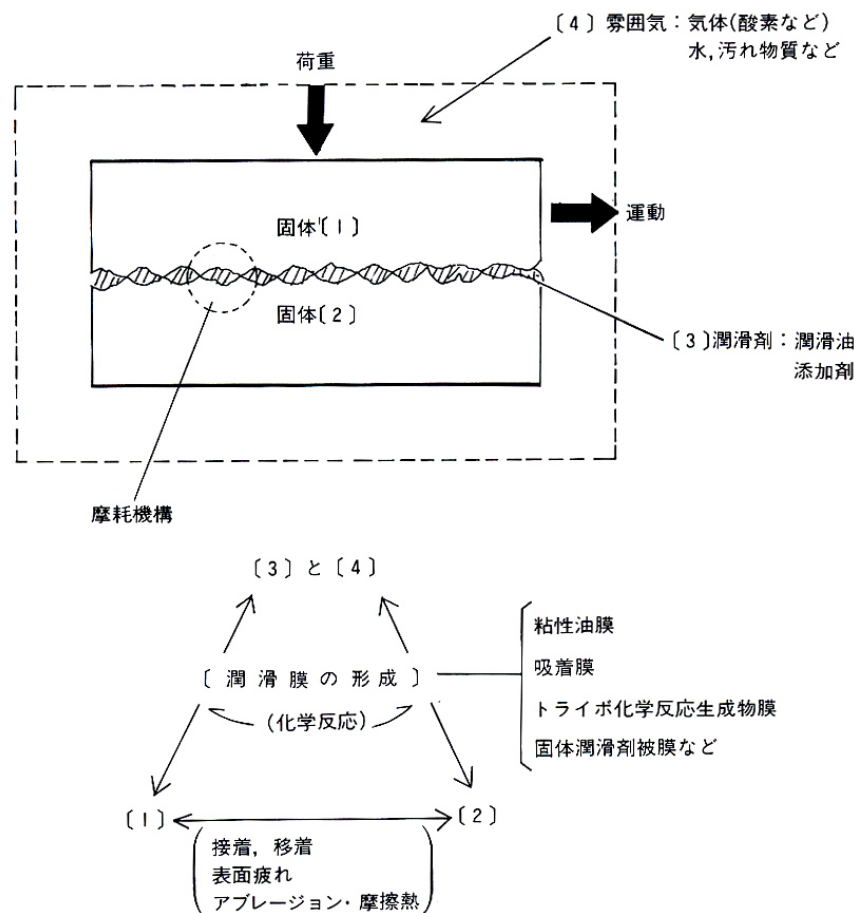 〔4〕雰囲気：気体(酸素など)
水,汚れ物質など
荷重
固体〔1〕
運動
固体〔2〕
〔3〕潤滑剤：潤滑油
添加剤
摩耗機構
〔3〕と〔4〕
粘性油膜
吸着膜
〔潤滑膜の形成〕
(化学反応)
トライボ化学反応生成物膜
固体潤滑剤被膜など
〔1〕
〔2〕
接着，移着
表面疲れ
アブレージョン・摩擦熱